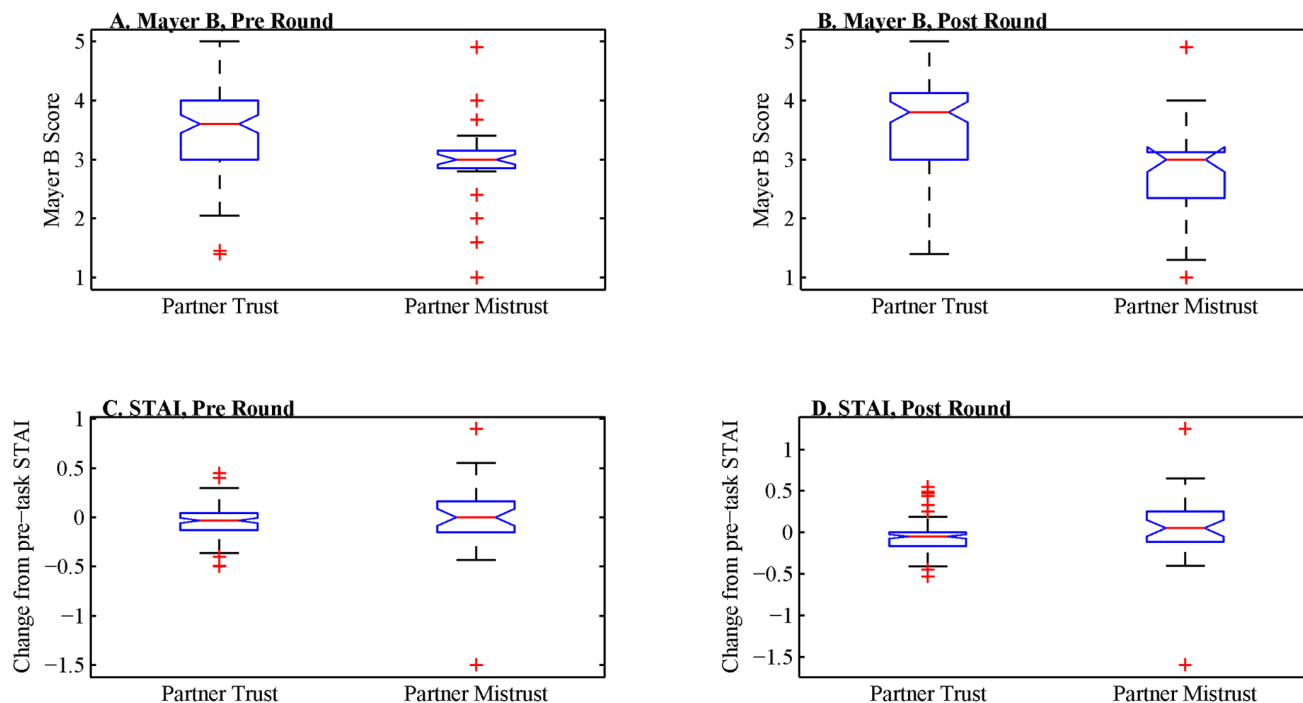 A. Mayer B, Pre Round
5
4
3
2
1
Mayer B Score
Partner Trust
Partner Mistrust
B. Mayer B, Post Round
5
4
3
2
1
Mayer B Score
Partner Trust
Partner Mistrust
C. STAI, Pre Round
1
0.5
0
−0.5
−1
−1.5
Change from pre−task STAI
Partner Trust
Partner Mistrust
D. STAI, Post Round
1
0.5
0
−0.5
−1
−1.5
Change from pre−task STAI
Partner Trust
Partner Mistrust